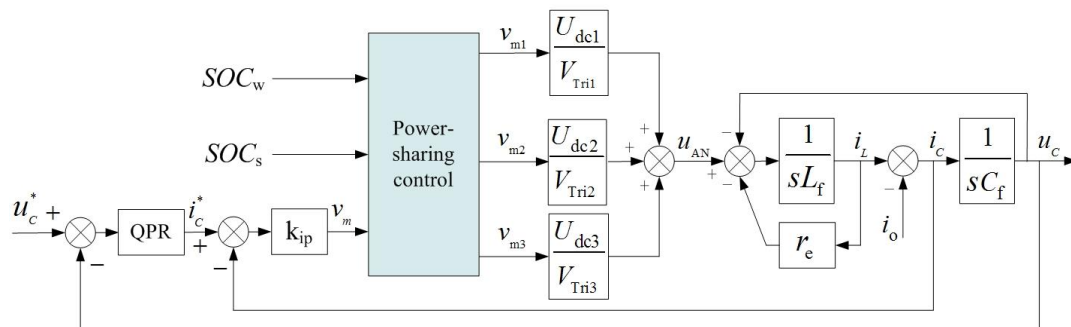 SOC_w
SOC_s
Power-
sharing
control
v_m1
v_m2
v_m3
U_dc1
V_Tri1
U_dc2
V_Tri2
U_dc3
V_Tri3
+
+
+
u_AN
+
−
−
1
sL_f
i_L
r_e
−
i_o
i_C
1
sC_f
u_C
u_C^*
+
−
QPR
i_C^*
+
−
k_ip
v_m